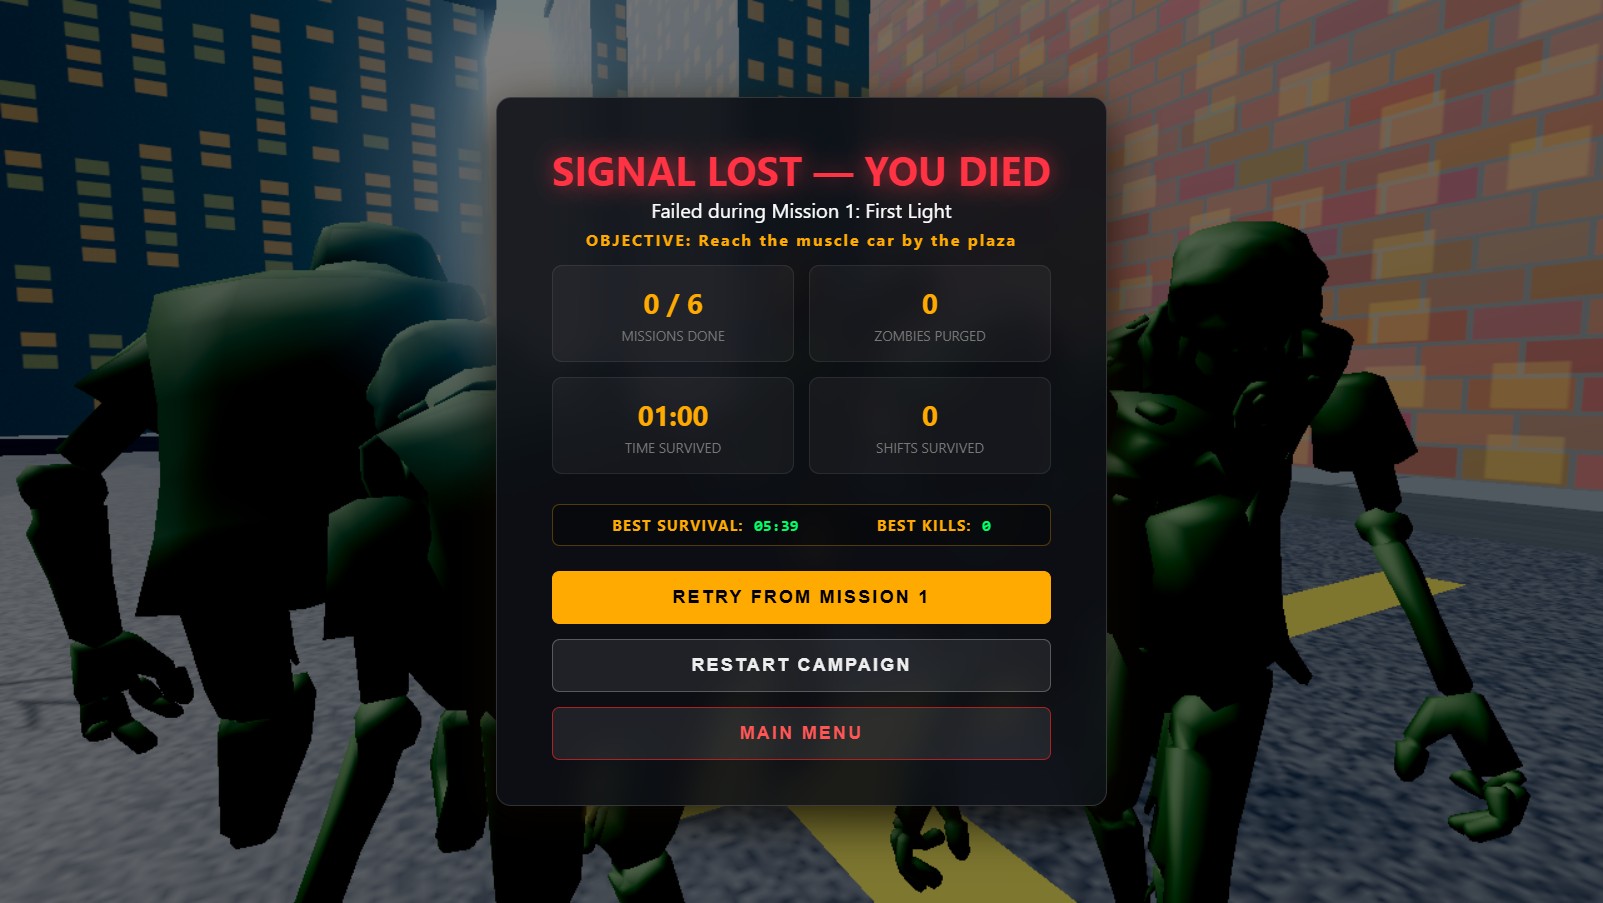 SIGNAL LOST — YOU DIED
Failed during Mission 1: First Light
OBJECTIVE: Reach the muscle car by the plaza
0 / 6
MISSIONS DONE
0
ZOMBIES PURGED
01:00
TIME SURVIVED
0
SHIFTS SURVIVED
BEST SURVIVAL: 05:39
BEST KILLS: 0
RETRY FROM MISSION 1
RESTART CAMPAIGN
MAIN MENU